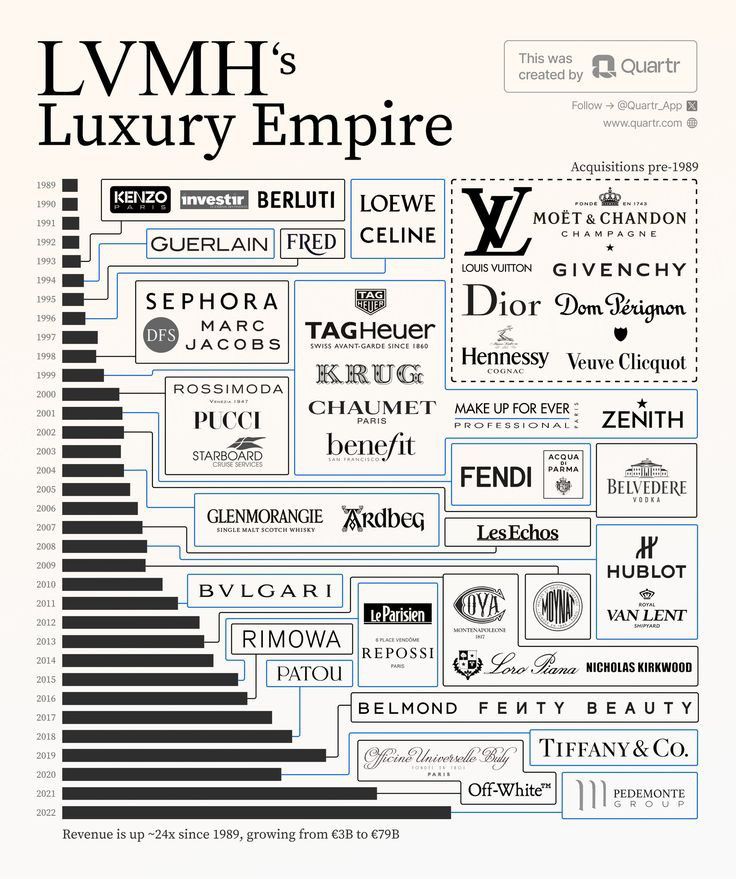 LVMH's
Luxury Empire
This was
created by Quartr
Follow → @Quartr_App
www.quartr.com
Acquisitions pre-1989
1989
1990
1991
1992
1993
1994
1995
1996
1997
1998
1999
2000
2001
2002
2003
2004
2005
2006
2007
2008
2009
2010
2011
2012
2013
2014
2015
2016
2017
2018
2019
2020
2021
2022
KENZO
PARIS
investir
BERLUTI
LOEWE
CELINE
LV
LOUIS VUITTON
FONDÉ EN 1743
MOËT & CHANDON
CHAMPAGNE
GIVENCHY
Dior
Dom Pérignon
Hennessy
COGNAC
Veuve Clicquot
GUERLAIN
FRED
SEPHORA
DFS
MARC
JACOBS
TAG
HEUER
TAGHeuer
SWISS AVANT-GARDE SINCE 1860
KRUG
CHAUMET
PARIS
benefit
SAN FRANCISCO
ROSSIMODA
VENEZIA 1947
PUCCI
STARBOARD
CRUISE SERVICES
MAKE UP FOR EVER
PROFESSIONAL
PARIS
ZENITH
FENDI
ACQUA
DI
PARMA
BELVEDERE
VODKA
GLENMORANGIE
SINGLE MALT SCOTCH WHISKY
Ardbeg
Les Echos
HUBLOT
ROYAL
VAN LENT
SHIPYARD
BVLGARI
Le Parisien
6 PLACE VENDÔME
REPOSSI
PARIS
COVA
MONTENAPOLEONE
1817
MOYNAT
Loro Piana
NICHOLAS KIRKWOOD
RIMOWA
PATOU
BELMOND
FENTY BEAUTY
Officine Universelle Buly
FONDÉ EN 1803
PARIS
TIFFANY & CO.
Off-White™
PEDEMONTE
GROUP
Revenue is up ~24x since 1989, growing from €3B to €79B